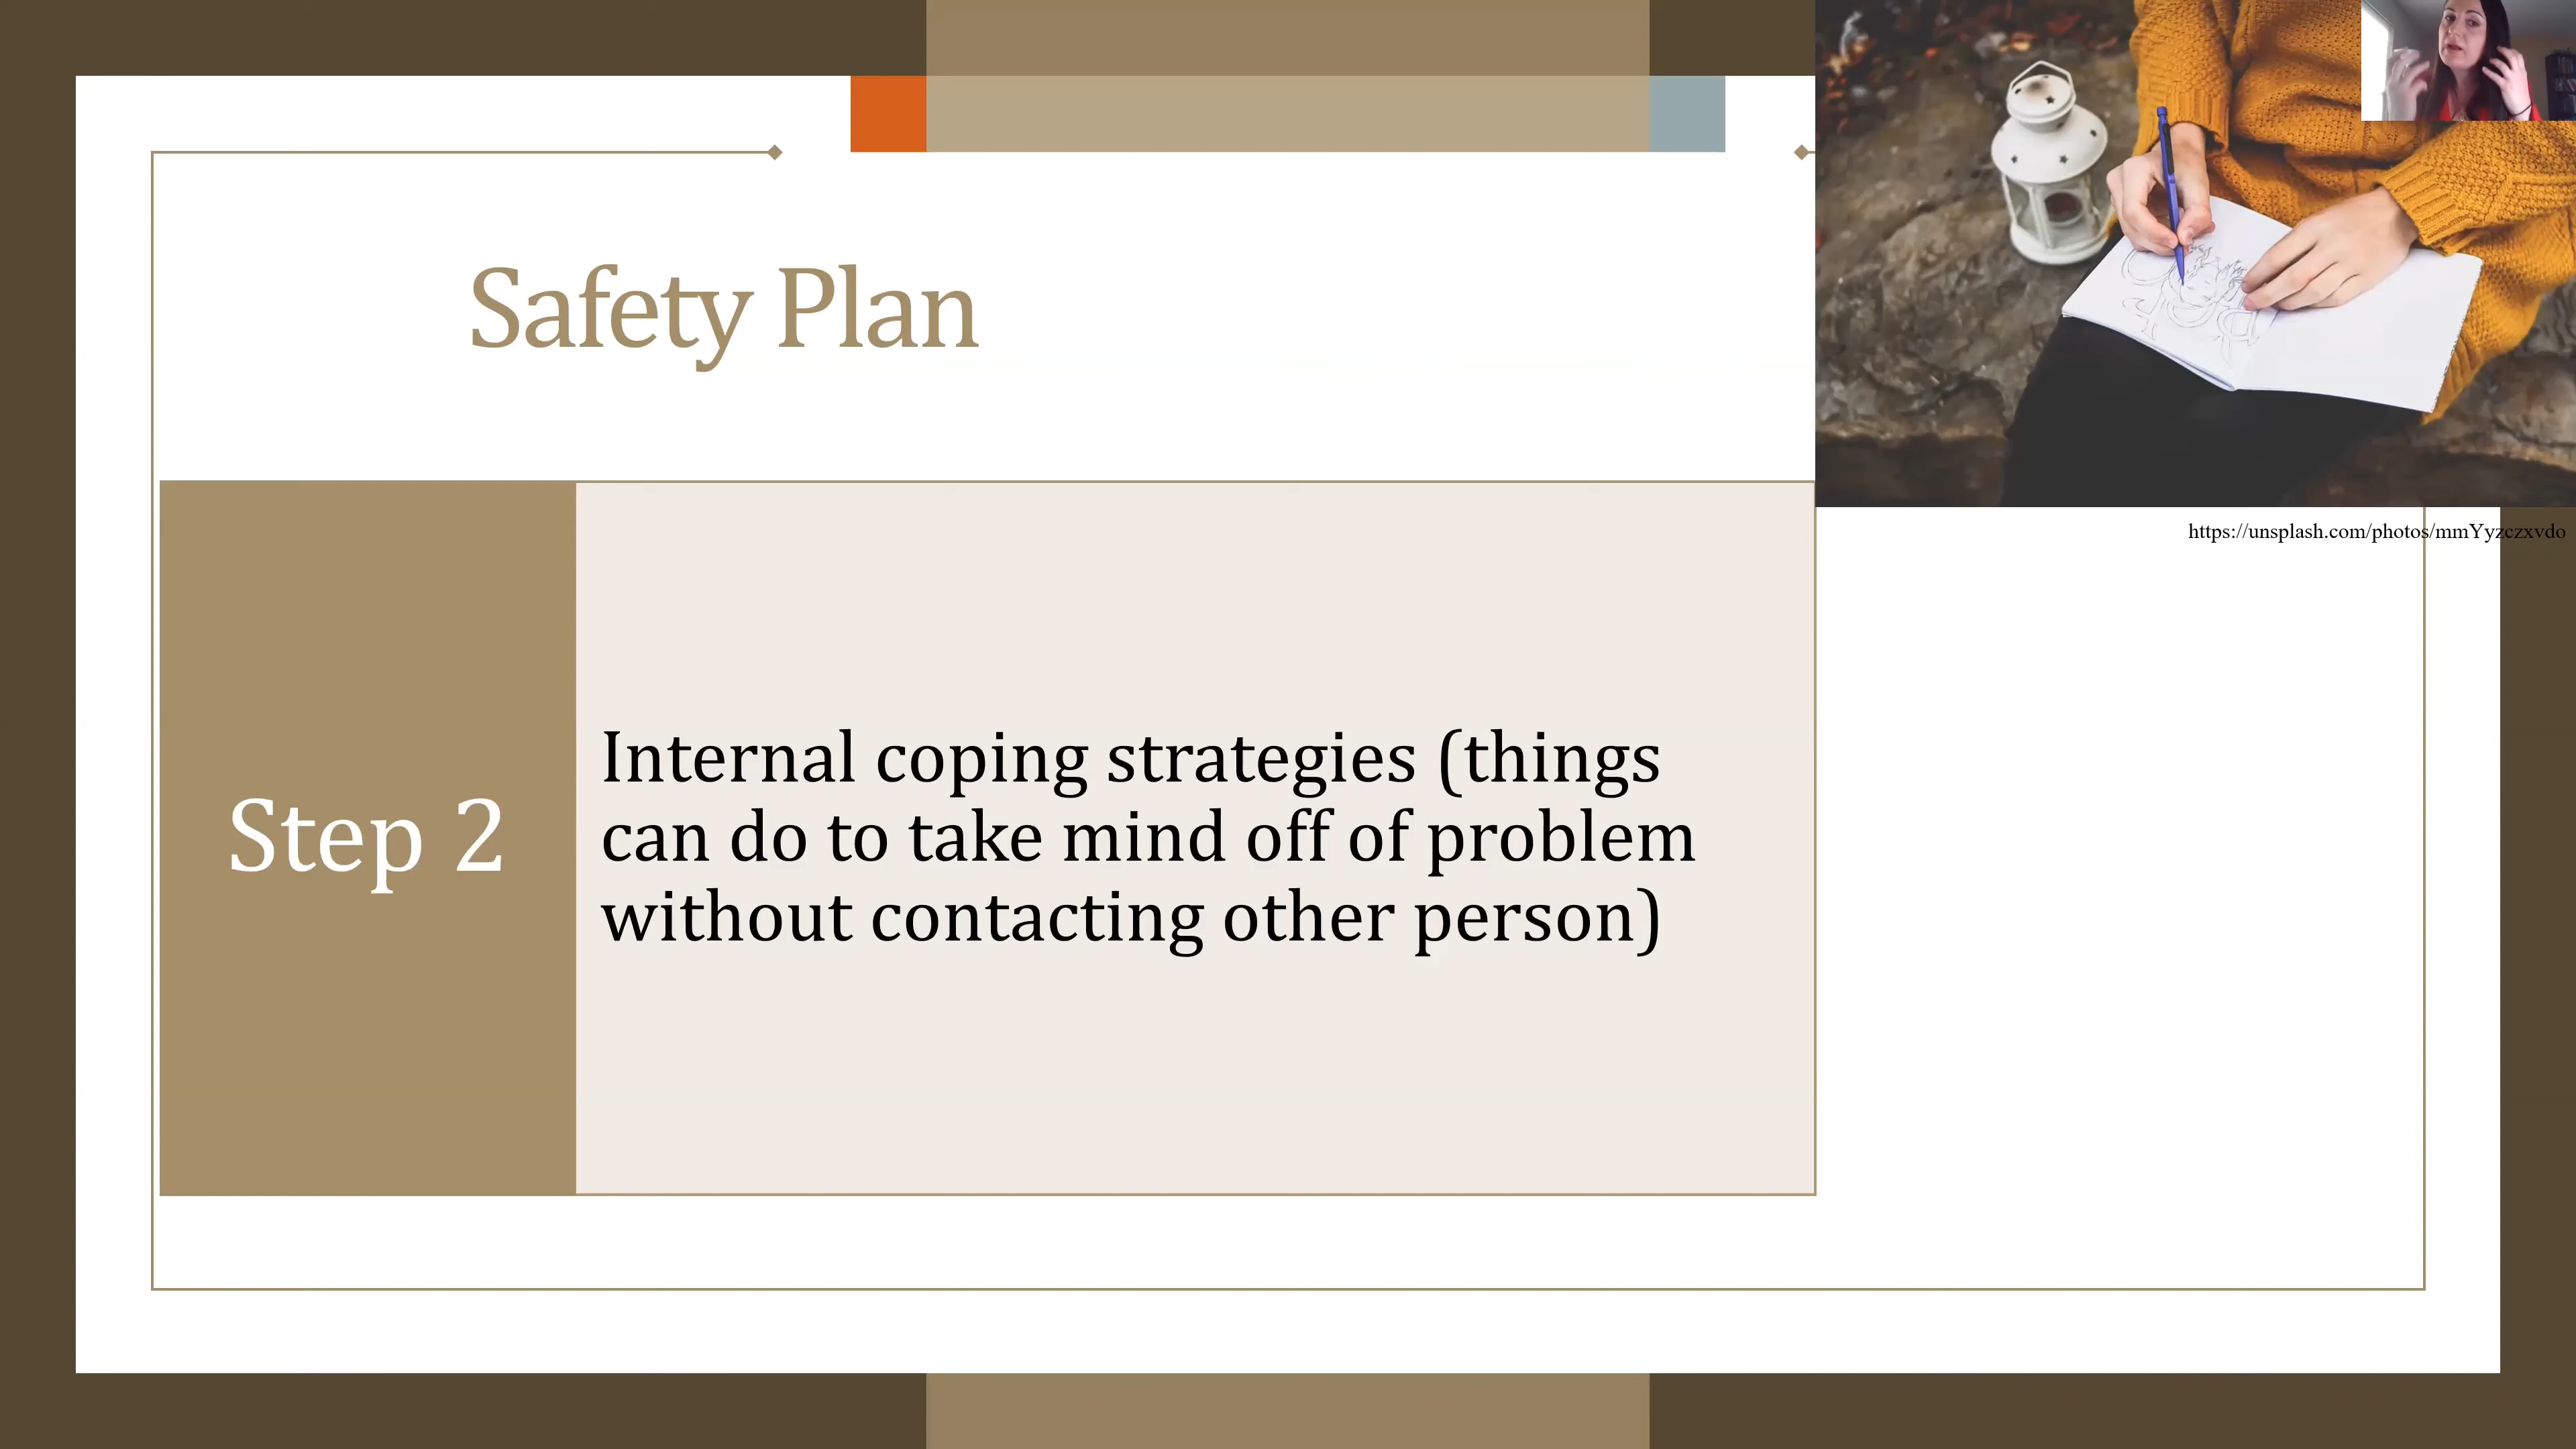 Safety Plan
https://unsplash.com/photos/mmYyzczxvdo
Step 2
Internal coping strategies (things
can do to take mind off of problem
without contacting other person)